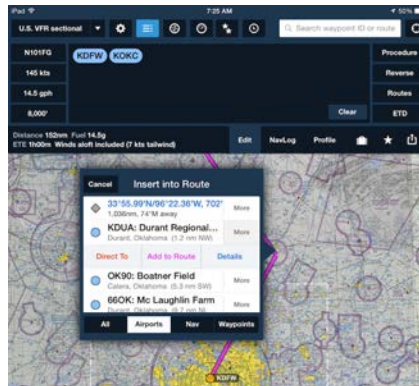 iPad
7:25 AM
50%
U.S. VFR sectional
Search waypoint ID or route
N101FG
KDFW KOKC
Procedure
145 kts
Reverse
14.5 gph
Routes
8,000'
Clear
ETD
Distance 152nm Fuel 14.5g
ETE 1h00m Winds aloft included (7 kts tailwind)
Edit NavLog Profile
Cancel Insert into Route
33°55.99'N/96°22.36'W, 702'
1,036nm, 74°M away
More
KDUA: Durant Regional...
Durant, Oklahoma (1.2 nm NW)
More
Direct To Add to Route Details
OK90: Boatner Field
Calera, Oklahoma (5.3 nm SW)
More
66OK: Mc Laughlin Farm
Durant, Oklahoma
More
All Airports Nav Waypoints
KDFW